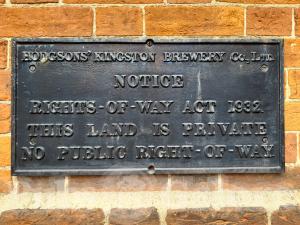 HODGSONS' KINGSTON BREWERY CO., LTD.
NOTICE
RIGHTS-OF-WAY ACT 1932
THIS LAND IS PRIVATE
NO PUBLIC RIGHT-OF-WAY